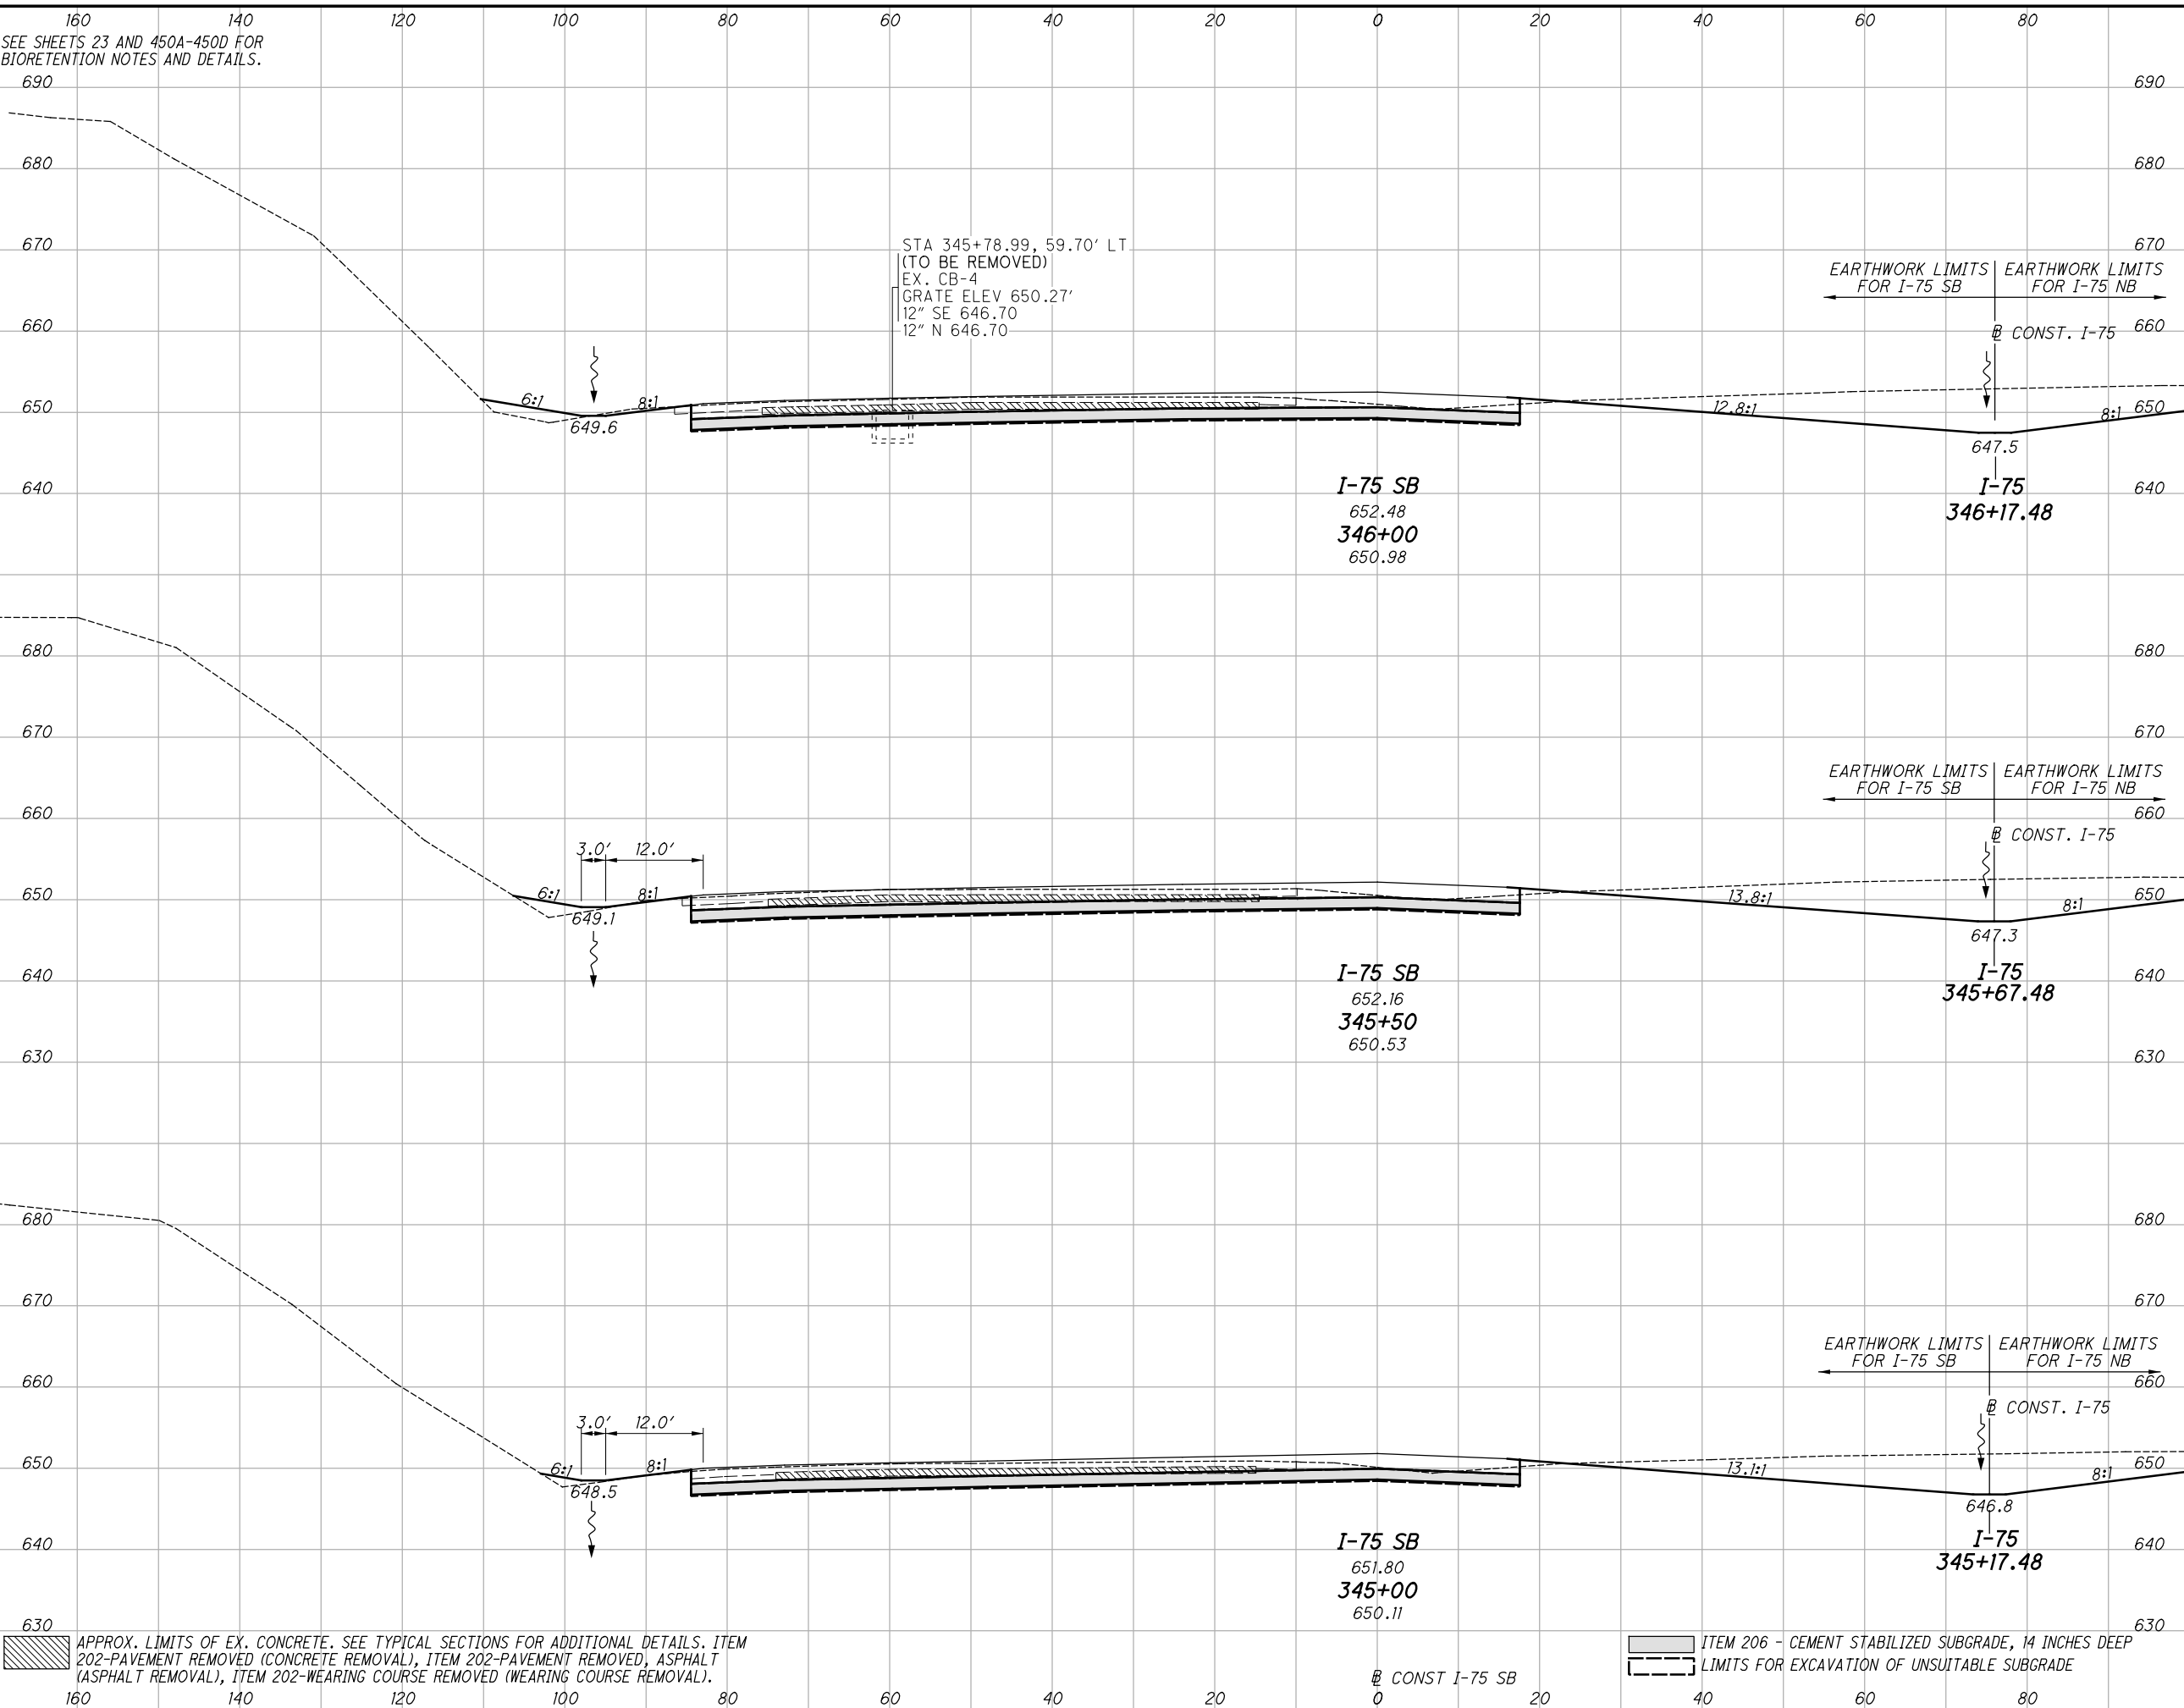 160 140 120 100 80 60 40 20 0 20 40 60 80
SEE SHEETS 23 AND 450A-450D FOR
BIORETENTION NOTES AND DETAILS.
690 690
680 680
670 670
STA 345+78.99, 59.70' LT
(TO BE REMOVED)
EX. CB-4
GRATE ELEV 650.27'
12" SE 646.70
12" N 646.70
EARTHWORK LIMITS
FOR I-75 SB
EARTHWORK LIMITS
FOR I-75 NB
660 660
CONST. I-75
650 650
6:1 8:1 12.8:1 8:1
649.6
647.5
640 640
I-75 SB
652.48
346+00
650.98
I-75
346+17.48
680 680
670 670
EARTHWORK LIMITS
FOR I-75 SB
EARTHWORK LIMITS
FOR I-75 NB
660 660
CONST. I-75
3.0' 12.0'
650 650
6:1 8:1 13.8:1 8:1
649.1
647.3
640 640
I-75 SB
652.16
345+50
650.53
I-75
345+67.48
630 630
680 680
670 670
EARTHWORK LIMITS
FOR I-75 SB
EARTHWORK LIMITS
FOR I-75 NB
660 660
CONST. I-75
3.0' 12.0'
650 650
6:1 8:1 13.1:1 8:1
648.5
646.8
640 640
I-75 SB
651.80
345+00
650.11
I-75
345+17.48
630 630
APPROX. LIMITS OF EX. CONCRETE. SEE TYPICAL SECTIONS FOR ADDITIONAL DETAILS. ITEM
202-PAVEMENT REMOVED (CONCRETE REMOVAL), ITEM 202-PAVEMENT REMOVED, ASPHALT
(ASPHALT REMOVAL), ITEM 202-WEARING COURSE REMOVED (WEARING COURSE REMOVAL).
ITEM 206 - CEMENT STABILIZED SUBGRADE, 14 INCHES DEEP
LIMITS FOR EXCAVATION OF UNSUITABLE SUBGRADE
CONST I-75 SB
160 140 120 100 80 60 40 20 0 20 40 60 80